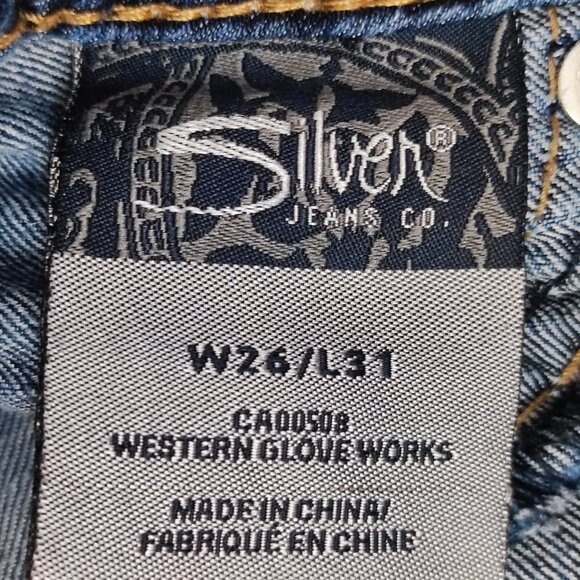 Silver®
JEANS CO.
W26/L31
CA00508
WESTERN GLOVE WORKS
MADE IN CHINA/
FABRIQUÉ EN CHINE